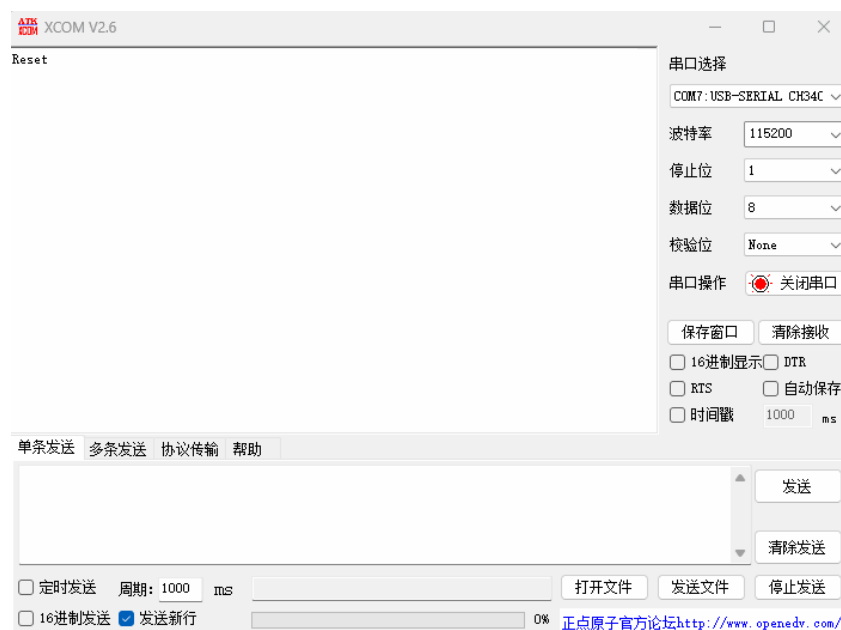 ATK XCOM XCOM V2.6
Reset
串口选择
COM7:USB-SERIAL CH34C
波特率 115200
停止位 1
数据位 8
校验位 None
串口操作 关闭串口
保存窗口 清除接收
16进制显示 DTR
RTS 自动保存
时间戳 1000 ms
单条发送 多条发送 协议传输 帮助
发送
清除发送
定时发送 周期: 1000 ms 打开文件 发送文件 停止发送
16进制发送 发送新行 0% 正点原子官方论坛http://www.openedv.com/